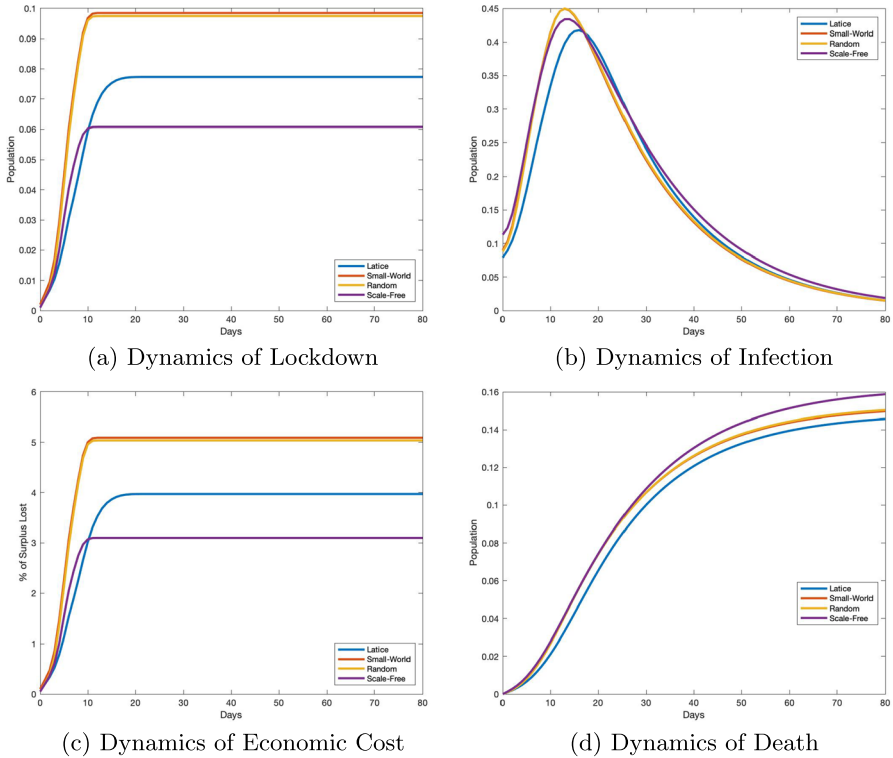 0.1
0.09
0.08
0.07
0.06
0.05
0.04
0.03
0.02
0.01
0
Population
0 10 20 30 40 50 60 70 80
Days
Latice
Small-World
Random
Scale-Free
(a) Dynamics of Lockdown
0.45
0.4
0.35
0.3
0.25
0.2
0.15
0.1
0.05
0
Population
0 10 20 30 40 50 60 70 80
Days
Latice
Small-World
Random
Scale-Free
(b) Dynamics of Infection
6
5
4
3
2
1
0
% of Surplus Lost
0 10 20 30 40 50 60 70 80
Days
Latice
Small-World
Random
Scale-Free
(c) Dynamics of Economic Cost
0.16
0.14
0.12
0.1
0.08
0.06
0.04
0.02
0
Population
0 10 20 30 40 50 60 70 80
Days
Latice
Small-World
Random
Scale-Free
(d) Dynamics of Death